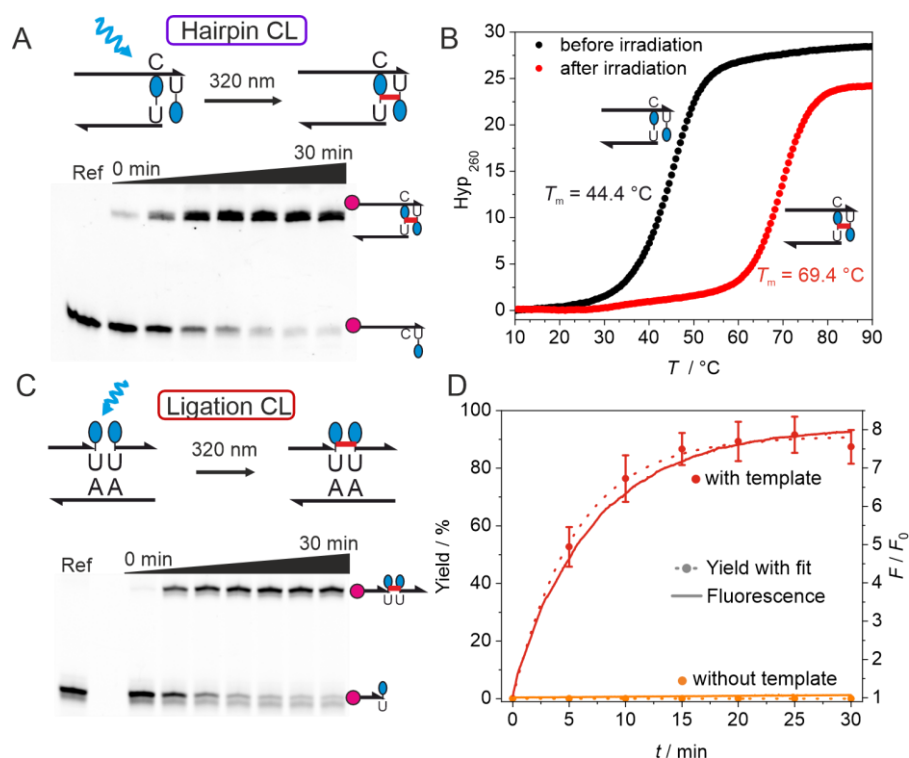 A
Hairpin CL
C
U
U
320 nm
C
U
U
Ref
0 min
30 min
C
U
U
C
U
B
before irradiation
after irradiation
C
U
U
Tm = 44.4 °C
C
U
U
Tm = 69.4 °C
Hyp260
30
25
20
15
10
5
0
10 20 30 40 50 60 70 80 90
T / °C
C
Ligation CL
U U
A A
320 nm
U U
A A
Ref
0 min
30 min
U U
U
D
Yield / %
100
80
60
40
20
0
with template
Yield with fit
Fluorescence
without template
8
7
6
5
4
3
2
1
F / F0
0 5 10 15 20 25 30
t / min